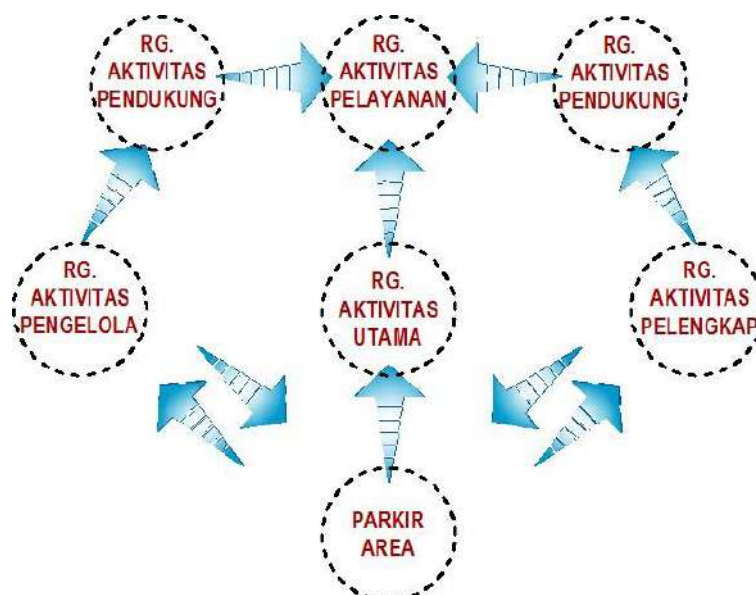 RG.
AKTIVITAS
PENDUKUNG
RG.
AKTIVITAS
PELAYANAN
RG.
AKTIVITAS
PENDUKUNG
RG.
AKTIVITAS
PENGELOLA
RG.
AKTIVITAS
UTAMA
RG.
AKTIVITAS
PELENGKAP
PARKIR
AREA